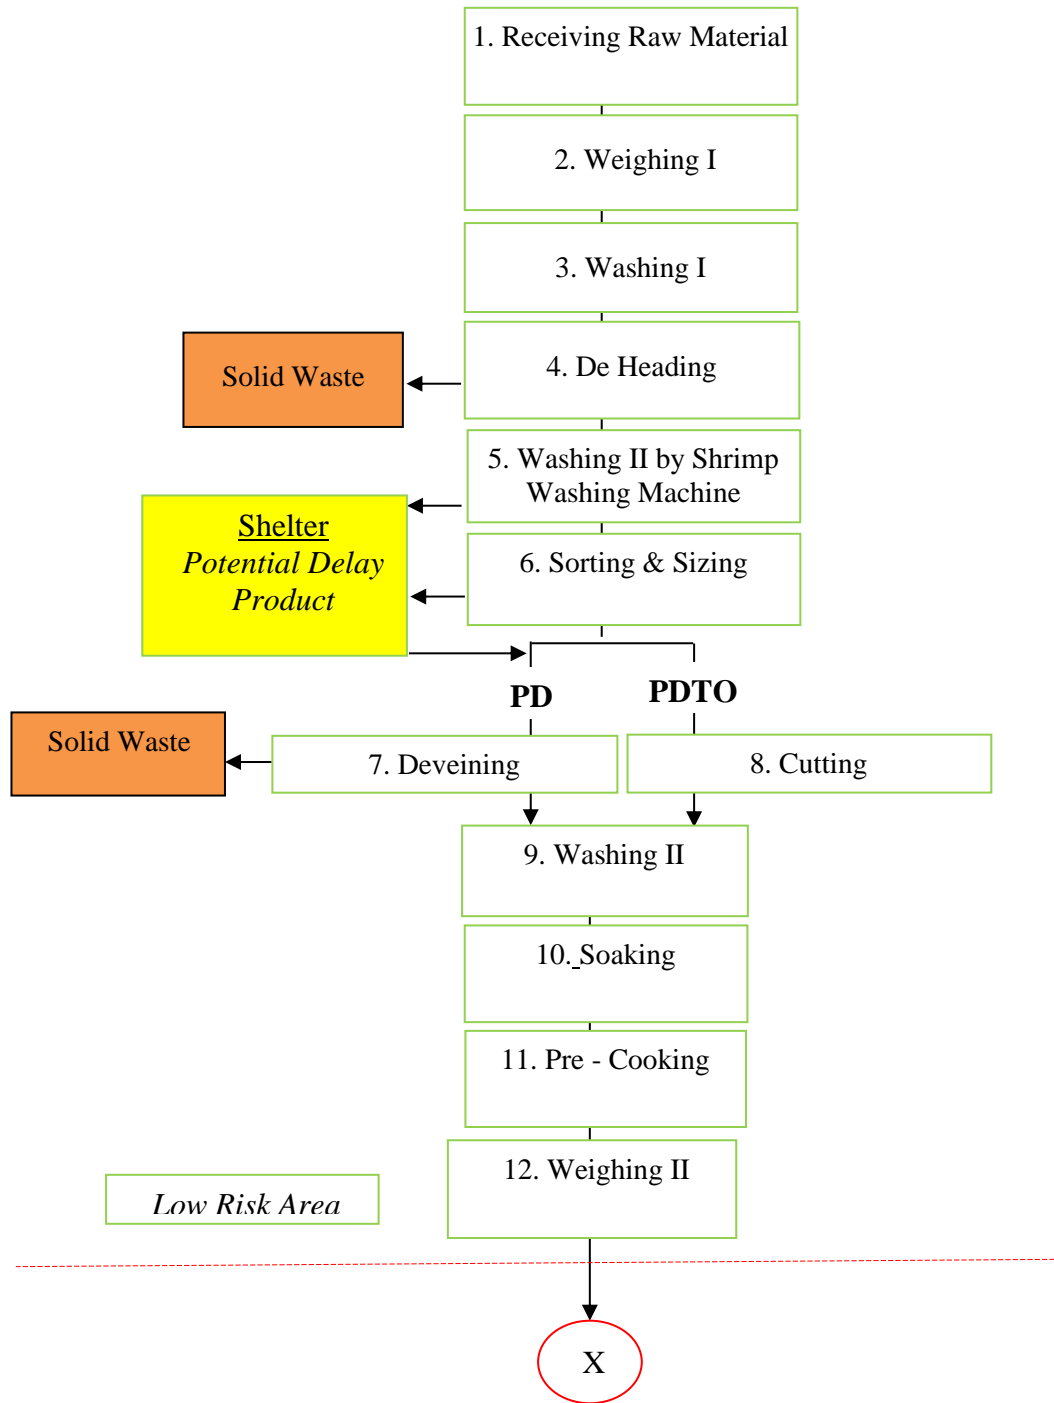 1. Receiving Raw Material
2. Weighing I
3. Washing I
4. De Heading
Solid Waste
5. Washing II by Shrimp
Washing Machine
Shelter
Potential Delay
Product
6. Sorting & Sizing
PD
PDTO
Solid Waste
7. Deveining
8. Cutting
9. Washing II
10. Soaking
11. Pre - Cooking
12. Weighing II
Low Risk Area
X